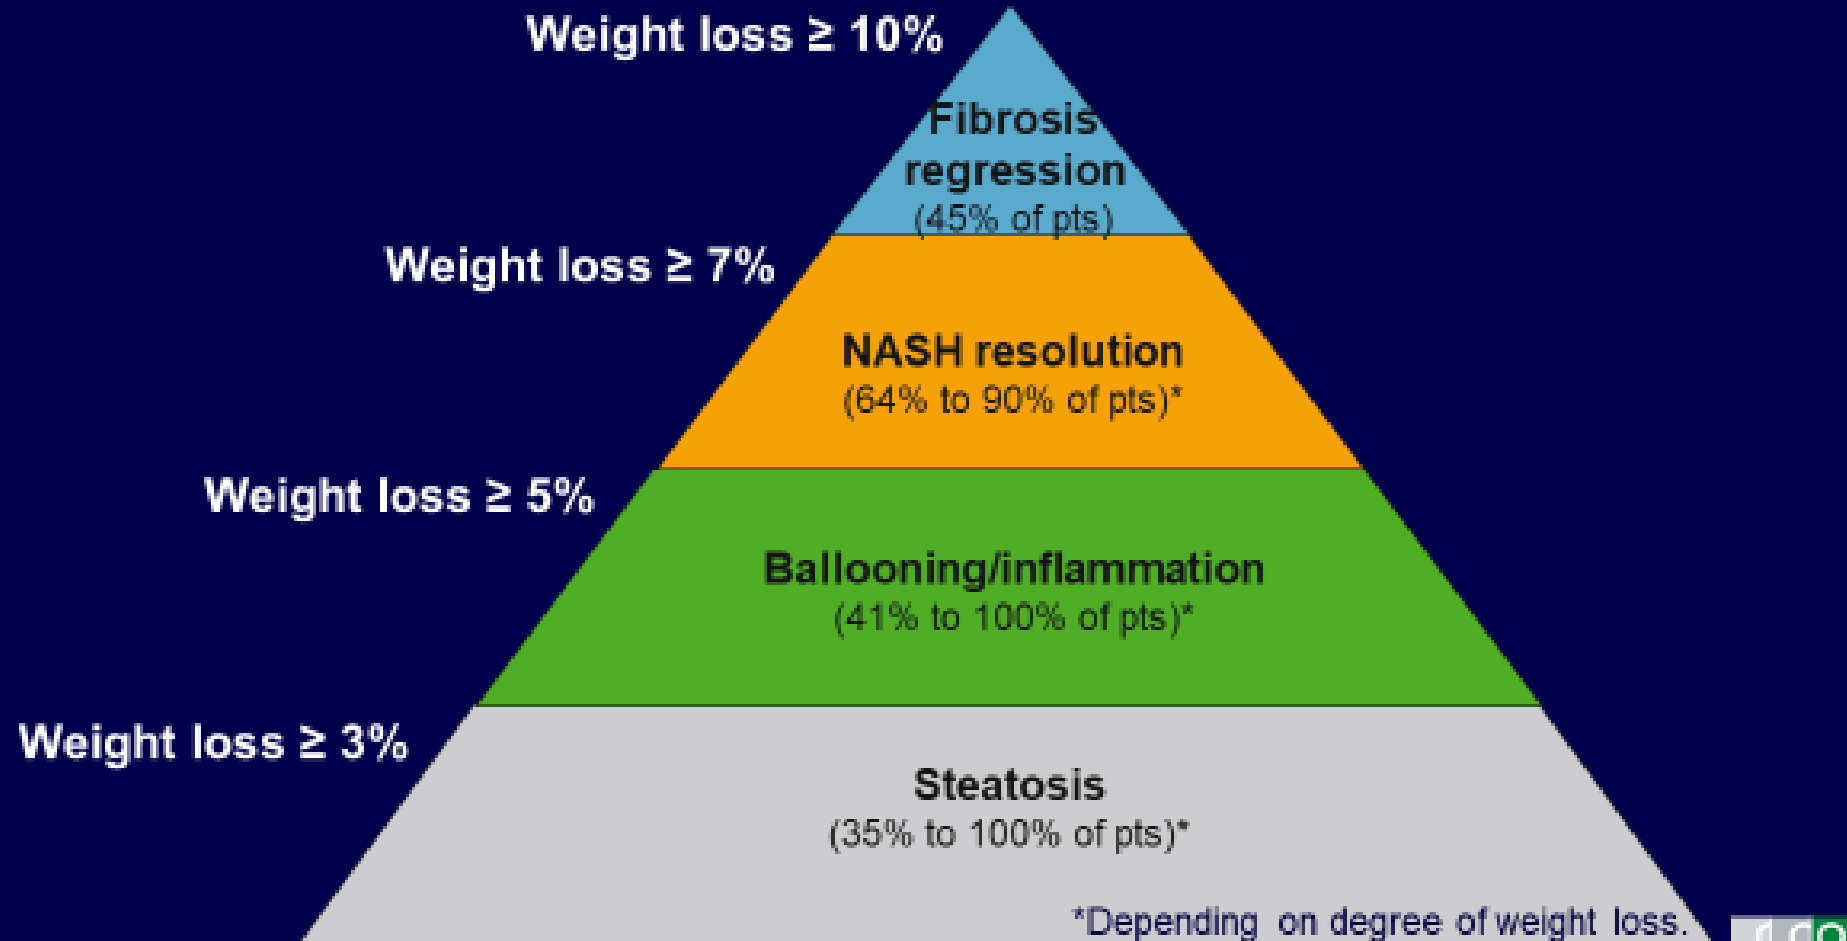 Weight loss ≥ 10%
Fibrosis
regression
(45% of pts)
Weight loss ≥ 7%
NASH resolution
(64% to 90% of pts)*
Weight loss ≥ 5%
Ballooning/inflammation
(41% to 100% of pts)*
Weight loss ≥ 3%
Steatosis
(35% to 100% of pts)*
*Depending on degree of weight loss.